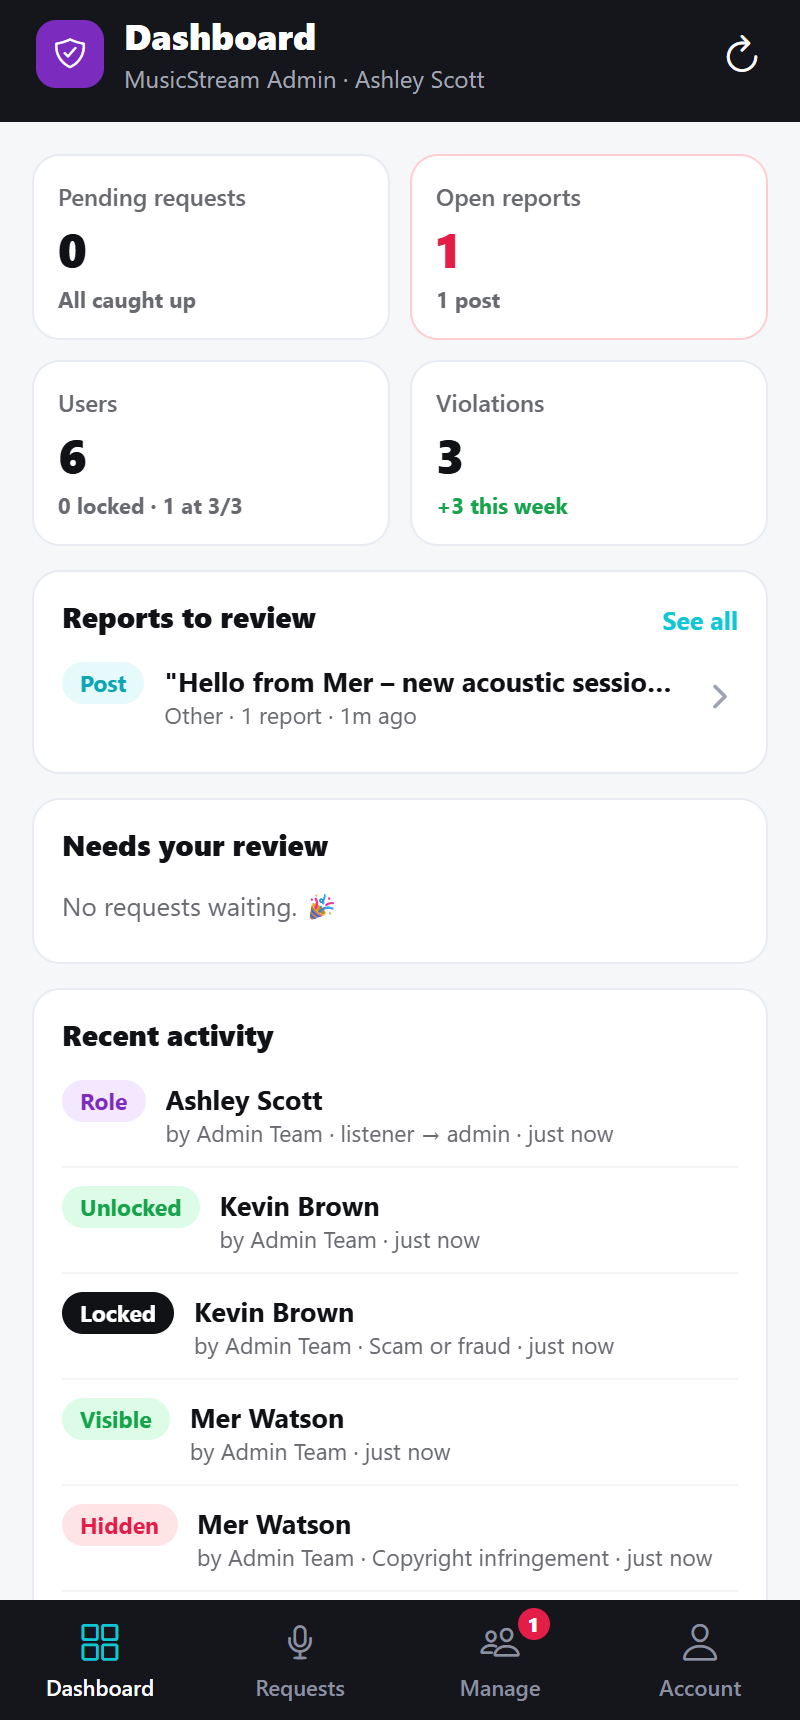 Dashboard
MusicStream Admin · Ashley Scott
Pending requests
0
All caught up
Open reports
1
1 post
Users
6
0 locked · 1 at 3/3
Violations
3
+3 this week
Reports to review
See all
Post
"Hello from Mer – new acoustic sessio...
Other · 1 report · 1m ago
Needs your review
No requests waiting. 🎉
Recent activity
Role
Ashley Scott
by Admin Team · listener → admin · just now
Unlocked
Kevin Brown
by Admin Team · just now
Locked
Kevin Brown
by Admin Team · Scam or fraud · just now
Visible
Mer Watson
by Admin Team · just now
Hidden
Mer Watson
by Admin Team · Copyright infringement · just now
1
Dashboard
Requests
Manage
Account